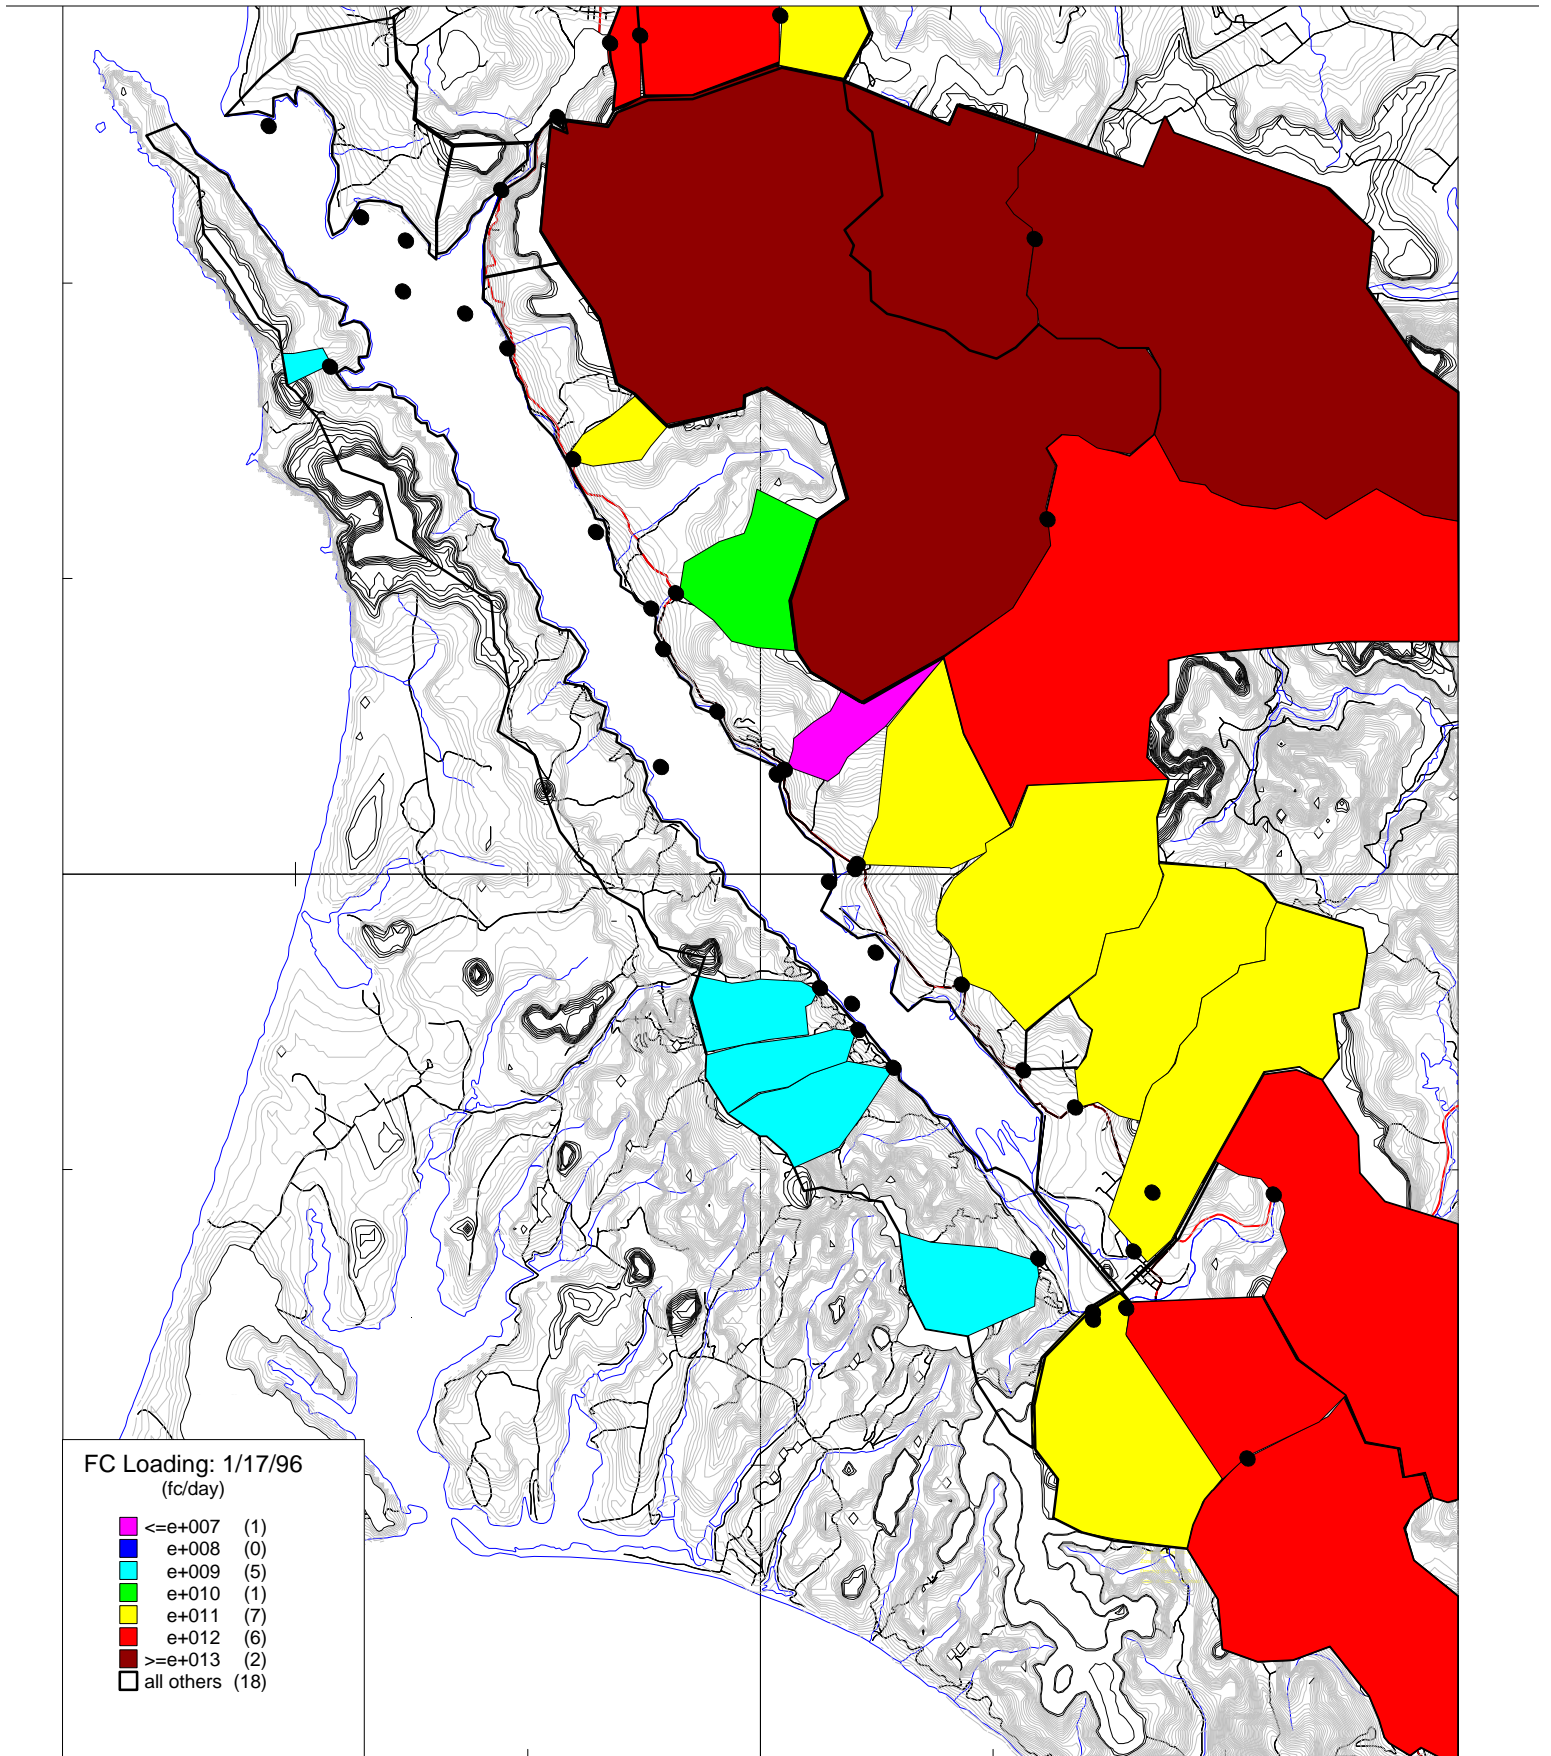 FC Loading: 1/17/96
(fc/day)
<=e+007 (1)
e+008 (0)
e+009 (5)
e+010 (1)
e+011 (7)
e+012 (6)
>=e+013 (2)
all others (18)